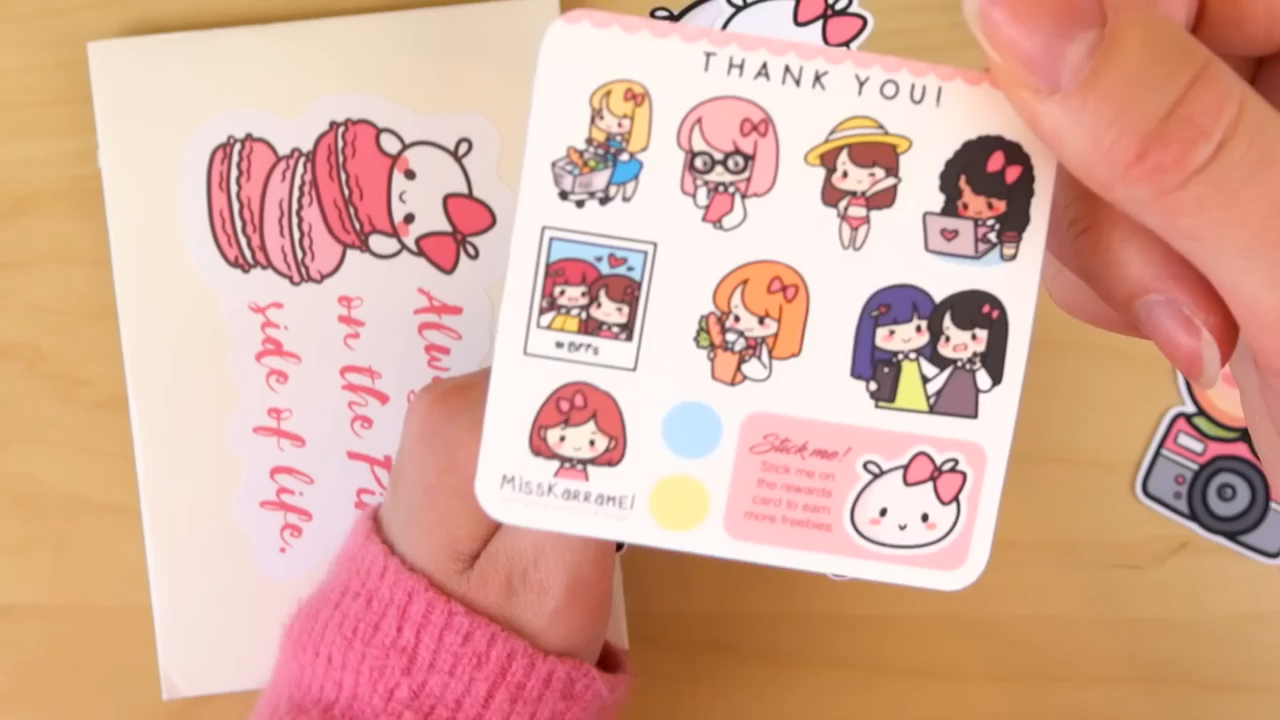 THANK YOU!
BFFs
MissKarramel
Stick me!
Stick me on
the rewards
card to earn
more freebies
on the
side of life.